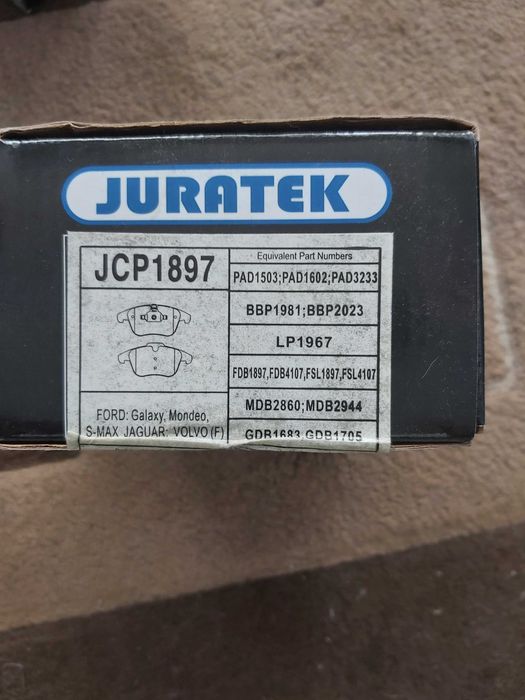 JURATEK
JCP1897
FORD: Galaxy, Mondeo,
S-MAX JAGUAR: VOLVO (F)
Equivalent Part Numbers
PAD1503;PAD1602;PAD3233
BBP1981;BBP2023
LP1967
FDB1897,FDB4107,FSL1897,FSL4107
MDB2860;MDB2944
GDB1683,GDB1705